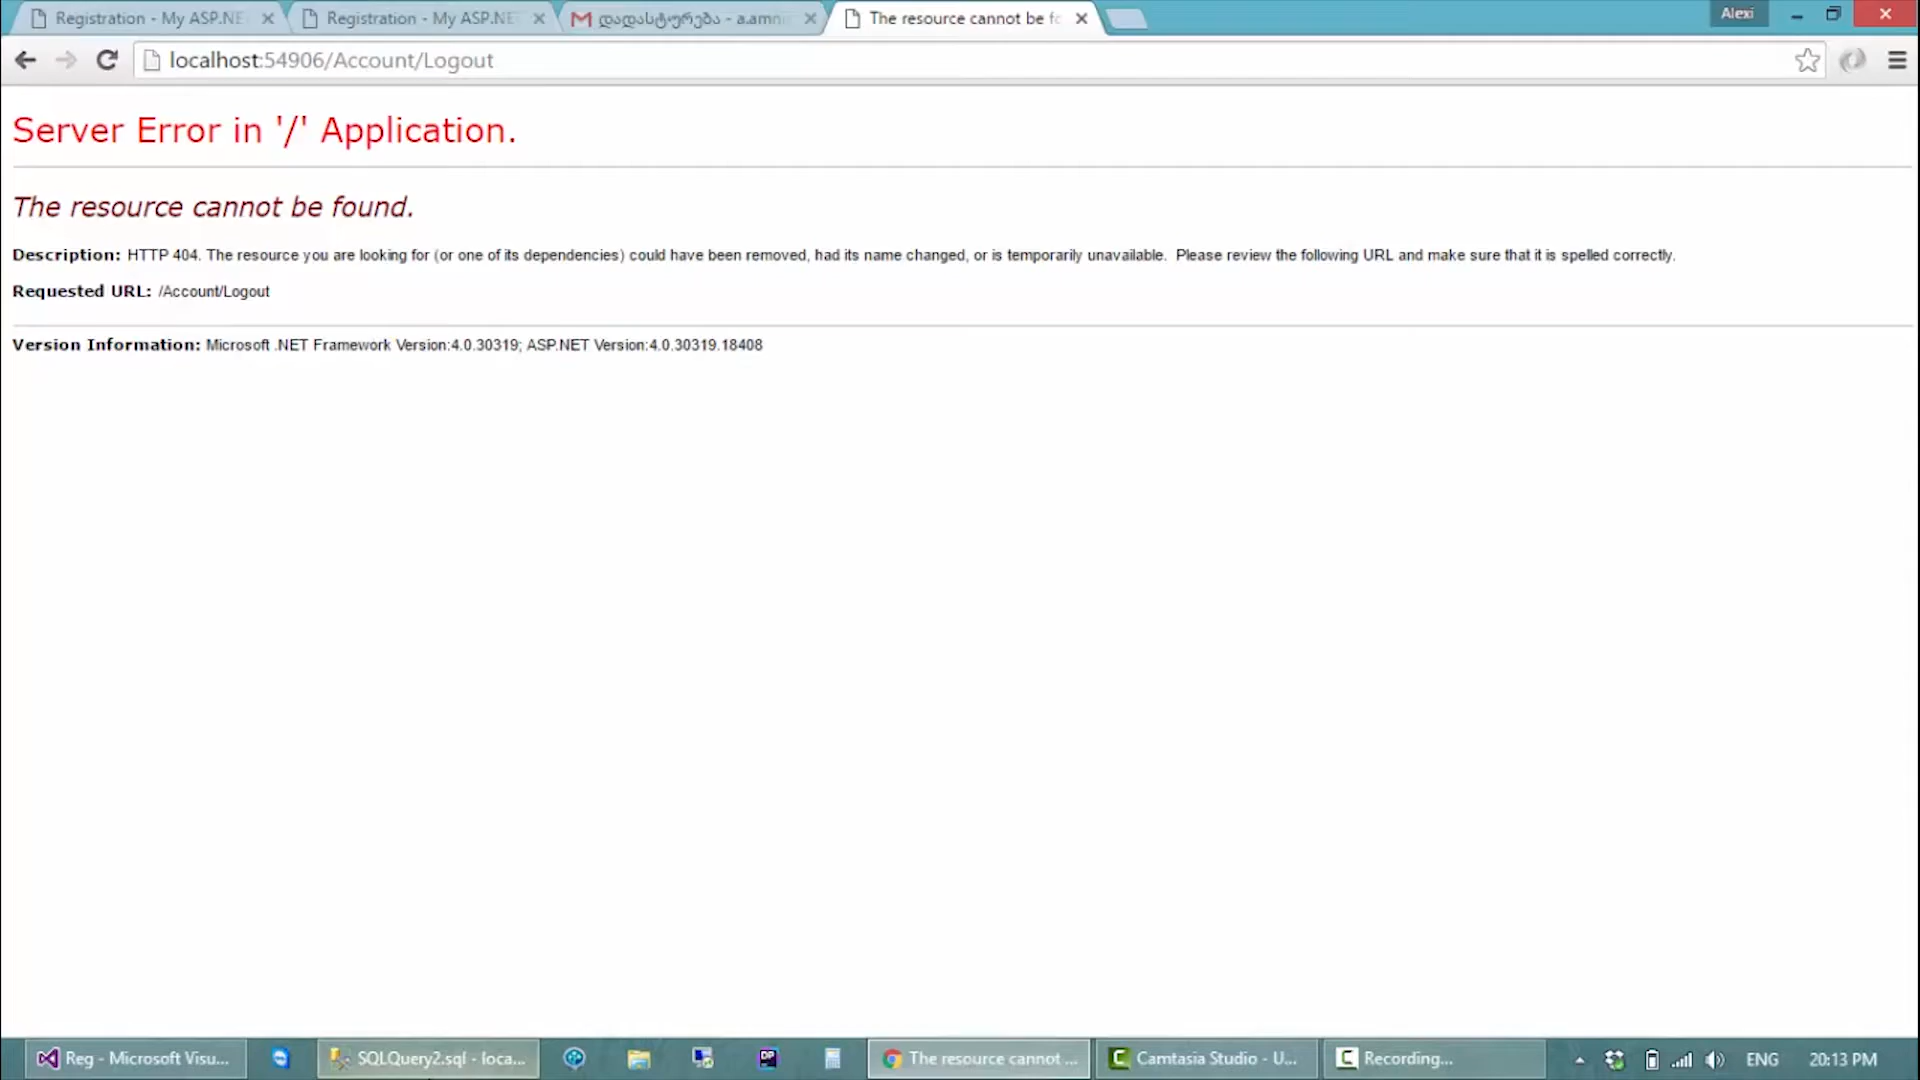 Registration - My ASP.NE
Registration - My ASP.NE
დადასტურება - a.amn
The resource cannot be fo
Alexi
localhost:54906/Account/Logout
Server Error in '/' Application.
The resource cannot be found.
Description: HTTP 404. The resource you are looking for (or one of its dependencies) could have been removed, had its name changed, or is temporarily unavailable.  Please review the following URL and make sure that it is spelled correctly.
Requested URL: /Account/Logout
Version Information: Microsoft .NET Framework Version:4.0.30319; ASP.NET Version:4.0.30319.18408
Reg - Microsoft Visu...
SQLQuery2.sql - loca...
DP
The resource cannot ...
Camtasia Studio - U...
Recording...
ENG
20:13 PM